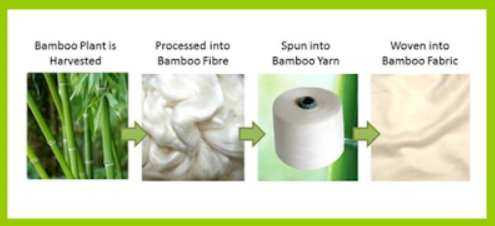 Bamboo Plant is
Harvested
Processed into
Bamboo Fibre
Spun into
Bamboo Yarn
Woven into
Bamboo Fabric